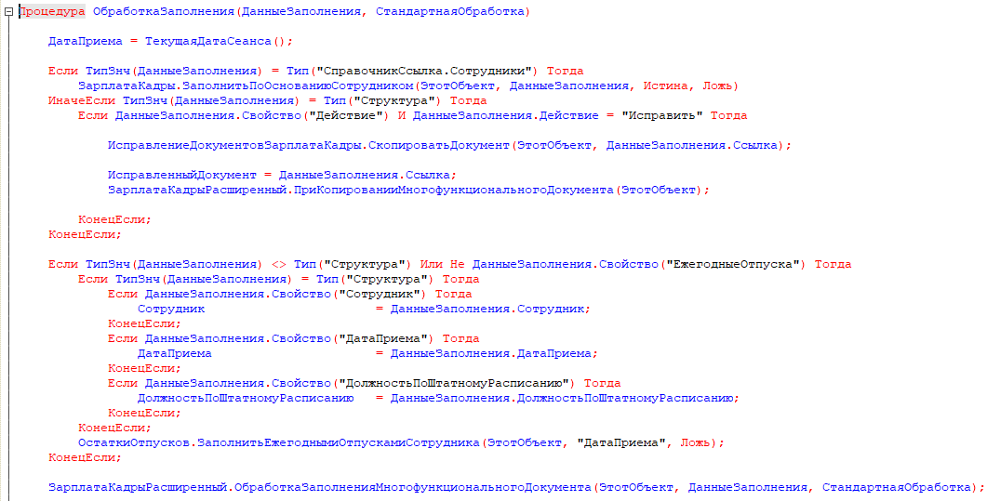 Процедура ОбработкаЗаполнения(ДанныеЗаполнения, СтандартнаяОбработка)
ДатаПриема = ТекущаяДатаСеанса();
Если ТипЗнч(ДанныеЗаполнения) = Тип("СправочникСсылка.Сотрудники") Тогда
ЗарплатаКадры.ЗаполнитьПоОснованиюСотрудником(ЭтотОбъект, ДанныеЗаполнения, Истина, Ложь)
ИначеЕсли ТипЗнч(ДанныеЗаполнения) = Тип("Структура") Тогда
Если ДанныеЗаполнения.Свойство("Действие") И ДанныеЗаполнения.Действие = "Исправить" Тогда
ИсправлениеДокументовЗарплатаКадры.СкопироватьДокумент(ЭтотОбъект, ДанныеЗаполнения.Ссылка);
ИсправленныйДокумент = ДанныеЗаполнения.Ссылка;
ЗарплатаКадрыРасширенный.ПриКопированииМногофункциональногоДокумента(ЭтотОбъект);
КонецЕсли;
КонецЕсли;
Если ТипЗнч(ДанныеЗаполнения) <> Тип("Структура") Или Не ДанныеЗаполнения.Свойство("ЕжегодныеОтпуска") Тогда
Если ТипЗнч(ДанныеЗаполнения) = Тип("Структура") Тогда
Если ДанныеЗаполнения.Свойство("Сотрудник") Тогда
Сотрудник = ДанныеЗаполнения.Сотрудник;
КонецЕсли;
Если ДанныеЗаполнения.Свойство("ДатаПриема") Тогда
ДатаПриема = ДанныеЗаполнения.ДатаПриема;
КонецЕсли;
Если ДанныеЗаполнения.Свойство("ДолжностьПоШтатномуРасписанию") Тогда
ДолжностьПоШтатномуРасписанию = ДанныеЗаполнения.ДолжностьПоШтатномуРасписанию;
КонецЕсли;
КонецЕсли;
ОстаткиОтпусков.ЗаполнитьЕжегоднымиОтпускамиСотрудника(ЭтотОбъект, "ДатаПриема", Ложь);
КонецЕсли;
ЗарплатаКадрыРасширенный.ОбработкаЗаполненияМногофункциональногоДокумента(ЭтотОбъект, ДанныеЗаполнения, СтандартнаяОбработка);